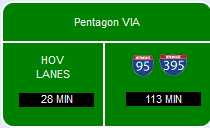 Pentagon VIA
HOV
LANES
95 395
28 MIN
113 MIN